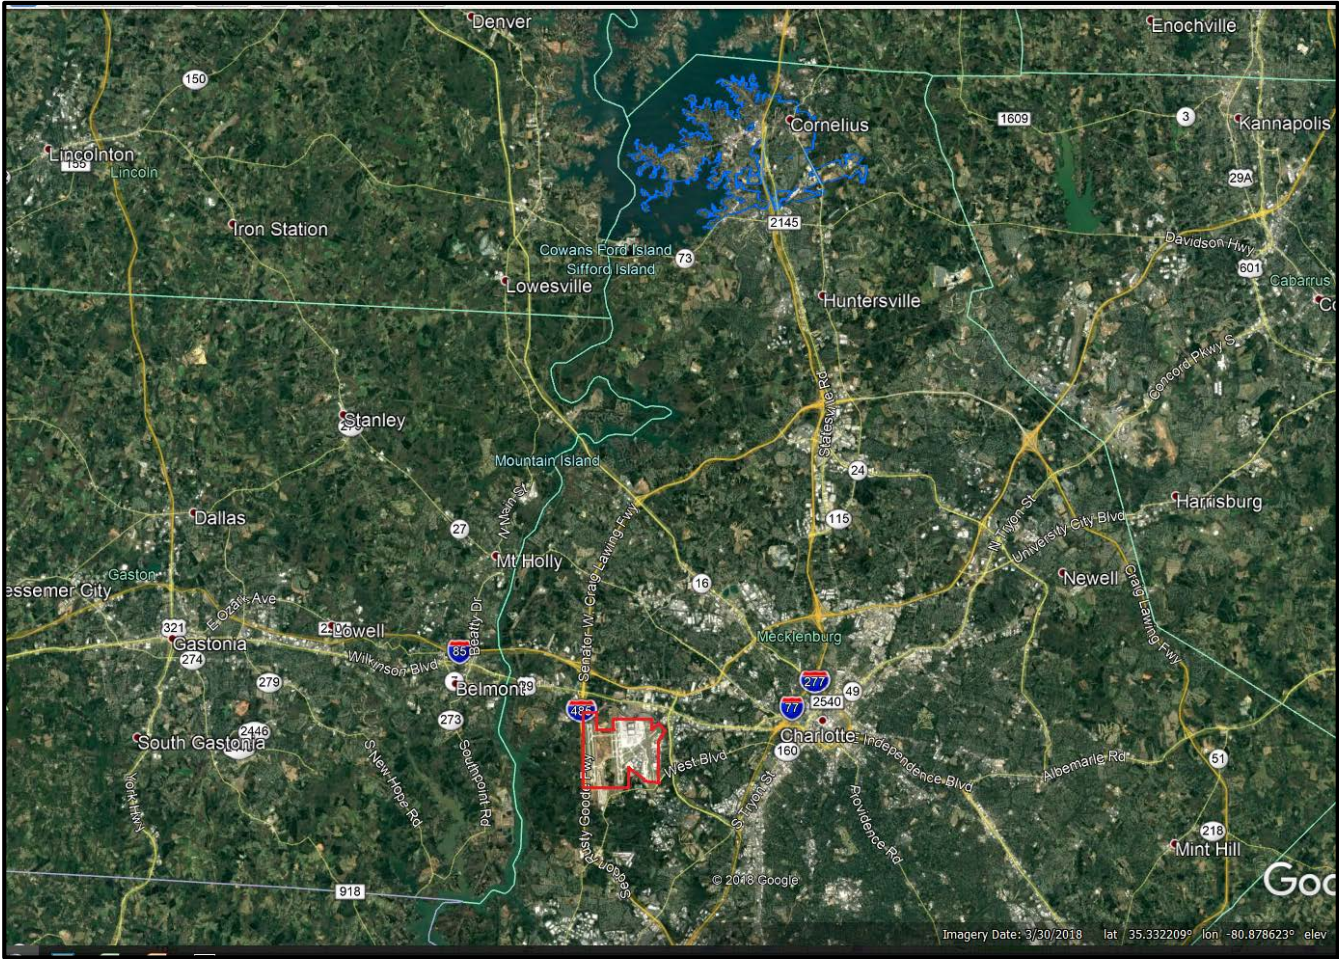 Denver
Enochville
150
1609
3
Cornelius
Kannapolis
Lincolnton
155
Lincoln
29A
Iron Station
2145
Davidson Hwy
Cowans Ford Island
73
Sifford Island
601
Cabarrus
Lowesville
Huntersville
Concord Pkwy S
Statesville Rd
Stanley
Mountain Island
24
N Main St
Harrisburg
Dallas
27
115
N Tryon St
University City Blvd
Senator W Craig Lawing Fwy
Mt Holly
Gaston
16
Newell
essemer City
E Ozark Ave
Beatty Dr
Craig Lawing Fwy
321
Lowell
Mecklenburg
Gastonia
85
274
Wilkinson Blvd
277
279
7
Belmont
49
485
77
2540
273
Charlotte
2446
South Gastonia
160
E Independence Blvd
West Blvd
Albemarle Rd
51
York Hwy
S New Hope Rd
Southpoint Rd
S Tryon St
Providence Rd
218
Mint Hill
918
© 2018 Google
Goo
Imagery Date: 3/30/2018 lat 35.332209° lon -80.878623° elev